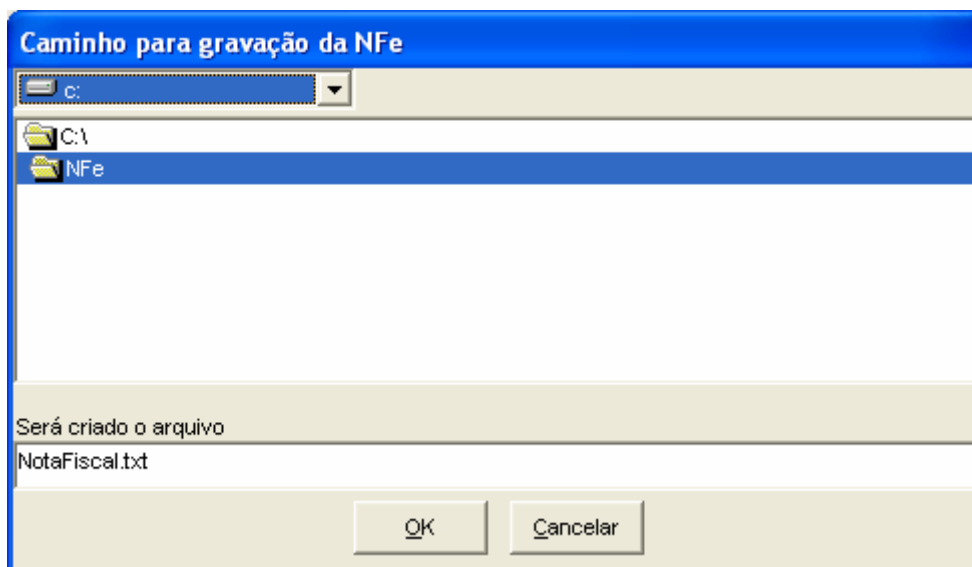 Caminho para gravação da NFe
c:
C:\
NFe
Será criado o arquivo
NotaFiscal.txt
OK
Cancelar